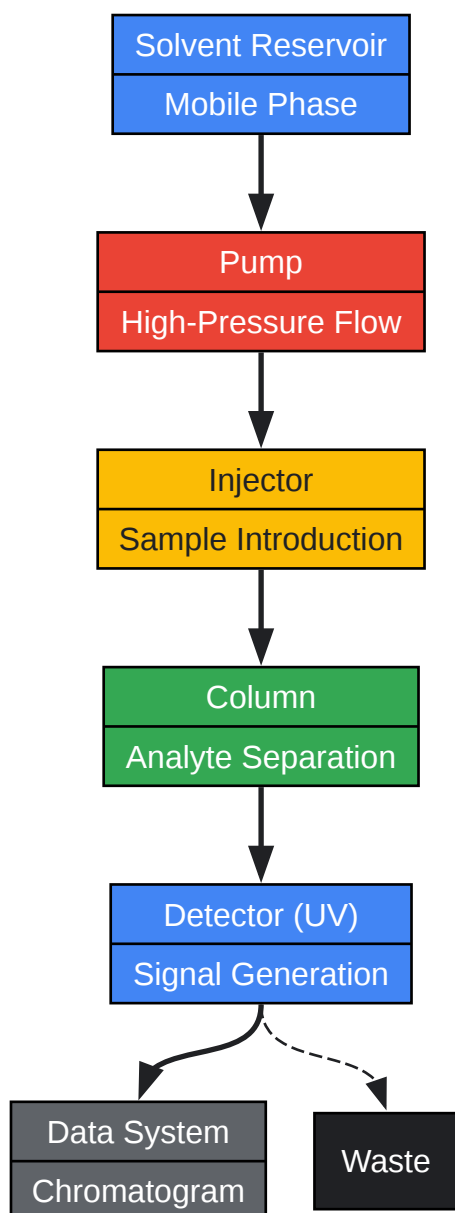 Solvent Reservoir
Mobile Phase
Pump
High-Pressure Flow
Injector
Sample Introduction
Column
Analyte Separation
Detector (UV)
Signal Generation
Data System
Chromatogram
Waste